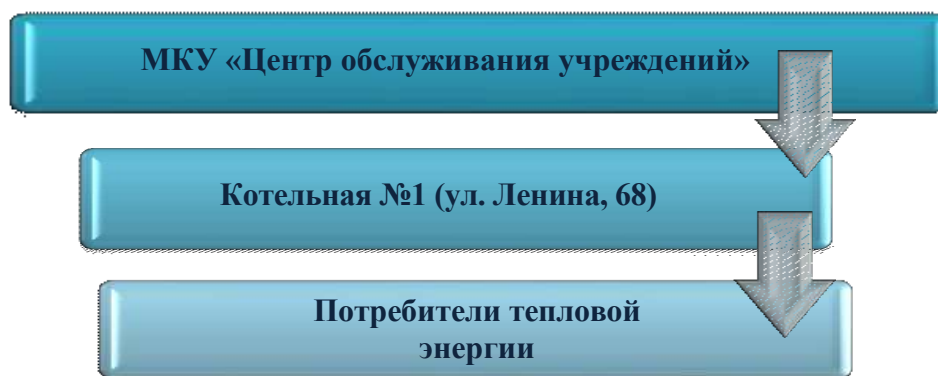 МКУ «Центр обслуживания учреждений»
Котельная №1 (ул. Ленина, 68)
Потребители тепловой
энергии